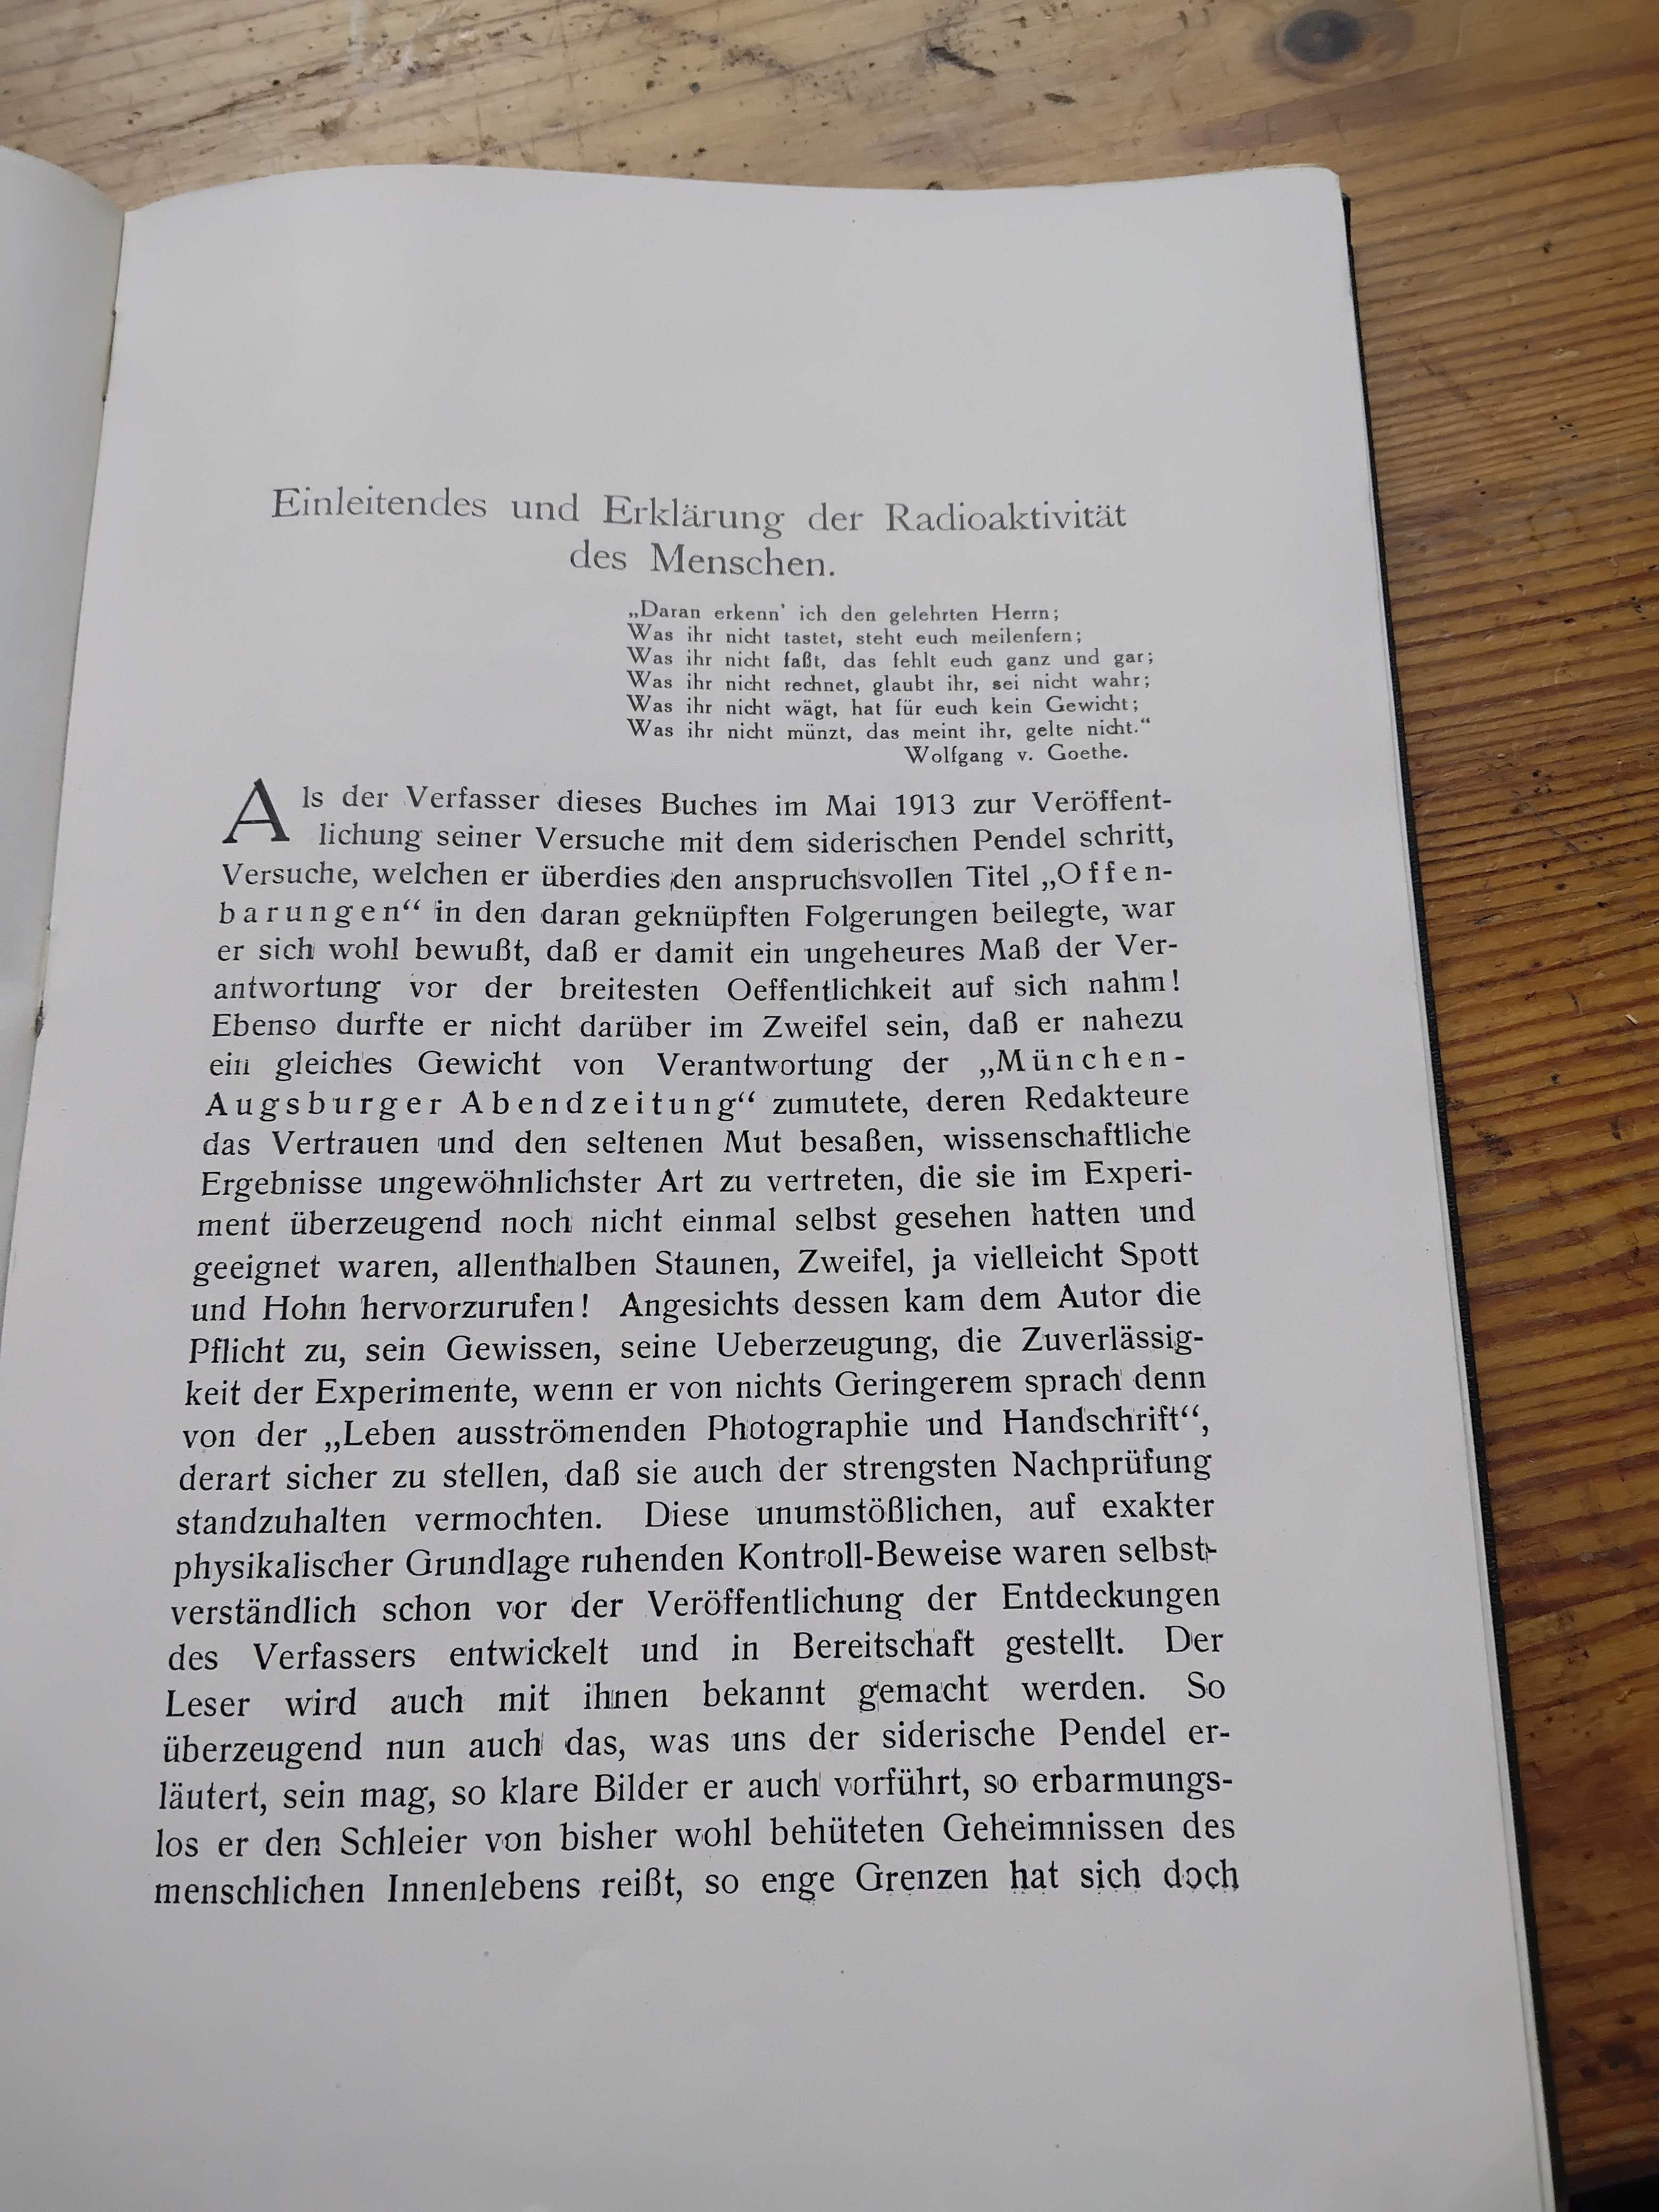 Einleitendes und Erklärung der Radioaktivität
des Menschen.
„Daran erkenn' ich den gelehrten Herrn;
Was ihr nicht tastet, steht euch meilenfern;
Was ihr nicht faßt, das fehlt euch ganz und gar;
Was ihr nicht rechnet, glaubt ihr, sei nicht wahr;
Was ihr nicht wägt, hat für euch kein Gewicht;
Was ihr nicht münzt, das meint ihr, gelte nicht.“
Wolfgang v. Goethe.
Als der Verfasser dieses Buches im Mai 1913 zur Veröffent-
lichung seiner Versuche mit dem siderischen Pendel schritt,
Versuche, welchen er überdies den anspruchsvollen Titel „Offen-
barungen“ in den daran geknüpften Folgerungen beilegte, war
er sich wohl bewußt, daß er damit ein ungeheures Maß der Ver-
antwortung vor der breitesten Oeffentlichkeit auf sich nahm!
Ebenso durfte er nicht darüber im Zweifel sein, daß er nahezu
ein gleiches Gewicht von Verantwortung der „München-
Augsburger Abendzeitung“ zumutete, deren Redakteure
das Vertrauen und den seltenen Mut besaßen, wissenschaftliche
Ergebnisse ungewöhnlichster Art zu vertreten, die sie im Experi-
ment überzeugend noch nicht einmal selbst gesehen hatten und
geeignet waren, allenthalben Staunen, Zweifel, ja vielleicht Spott
und Hohn hervorzurufen! Angesichts dessen kam dem Autor die
Pflicht zu, sein Gewissen, seine Ueberzeugung, die Zuverlässig-
keit der Experimente, wenn er von nichts Geringerem sprach denn
von der „Leben ausströmenden Photographie und Handschrift“,
derart sicher zu stellen, daß sie auch der strengsten Nachprüfung
standzuhalten vermochten. Diese unumstößlichen, auf exakter
physikalischer Grundlage ruhenden Kontroll-Beweise waren selbst-
verständlich schon vor der Veröffentlichung der Entdeckungen
des Verfassers entwickelt und in Bereitschaft gestellt. Der
Leser wird auch mit ihnen bekannt gemacht werden. So
überzeugend nun auch das, was uns der siderische Pendel er-
läutert, sein mag, so klare Bilder er auch vorführt, so erbarmungs-
los er den Schleier von bisher wohl behüteten Geheimnissen des
menschlichen Innenlebens reißt, so enge Grenzen hat sich doch